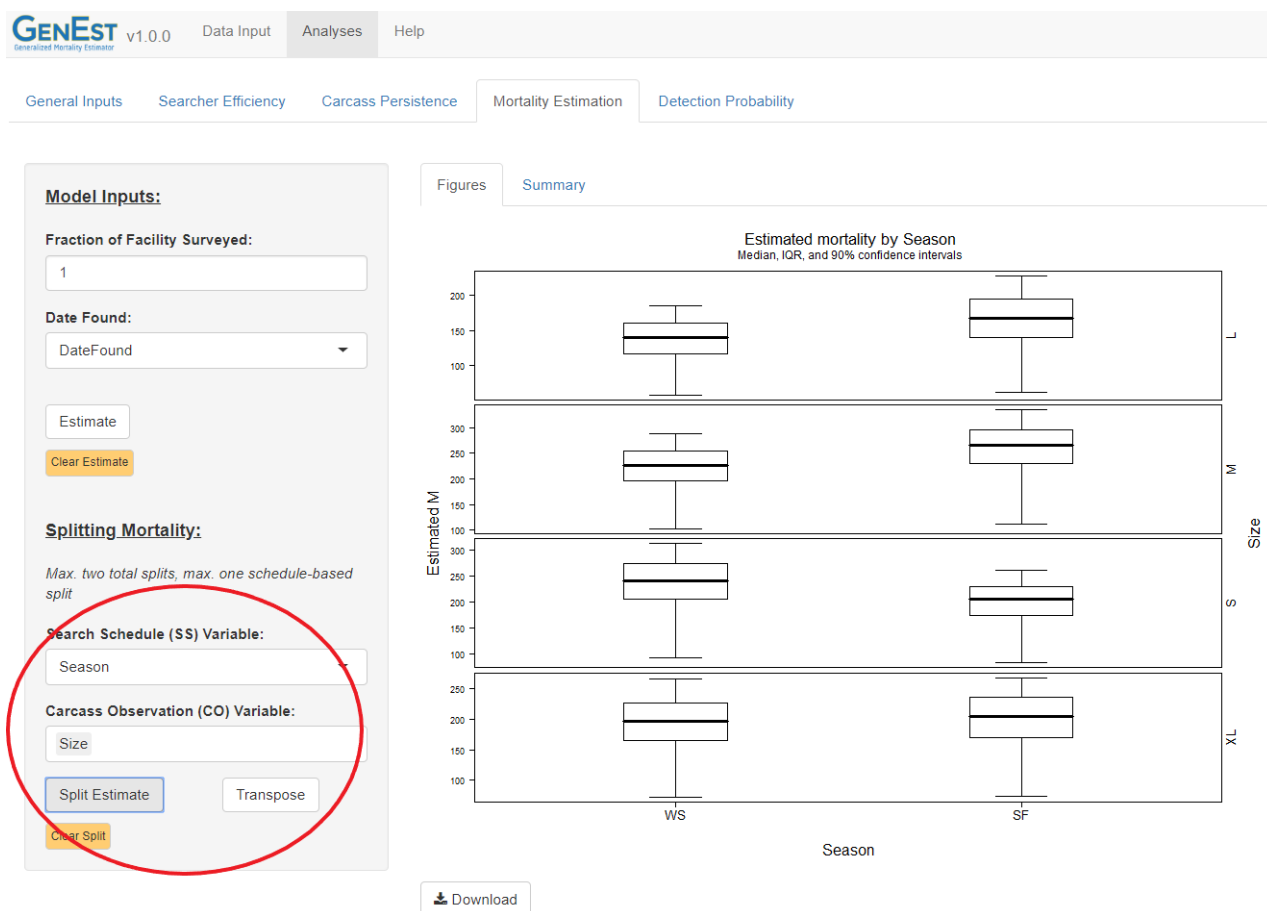 GENEST v1.0.0 Data Input Analyses Help
Generalized Mortality Estimator
General Inputs Searcher Efficiency Carcass Persistence Mortality Estimation Detection Probability
Model Inputs:
Fraction of Facility Surveyed:
1
Date Found:
DateFound
Estimate
Clear Estimate
Splitting Mortality:
Max. two total splits, max. one schedule-based
split
Search Schedule (SS) Variable:
Season
Carcass Observation (CO) Variable:
Size
Split Estimate Transpose
Clear Split
Figures Summary
Estimated mortality by Season
Median, IQR, and 90% confidence intervals
Estimated M
200
150
100
L
300
250
200
150
100
M
300
250
200
150
100
S
250
200
150
100
XL
Size
WS SF
Season
Download